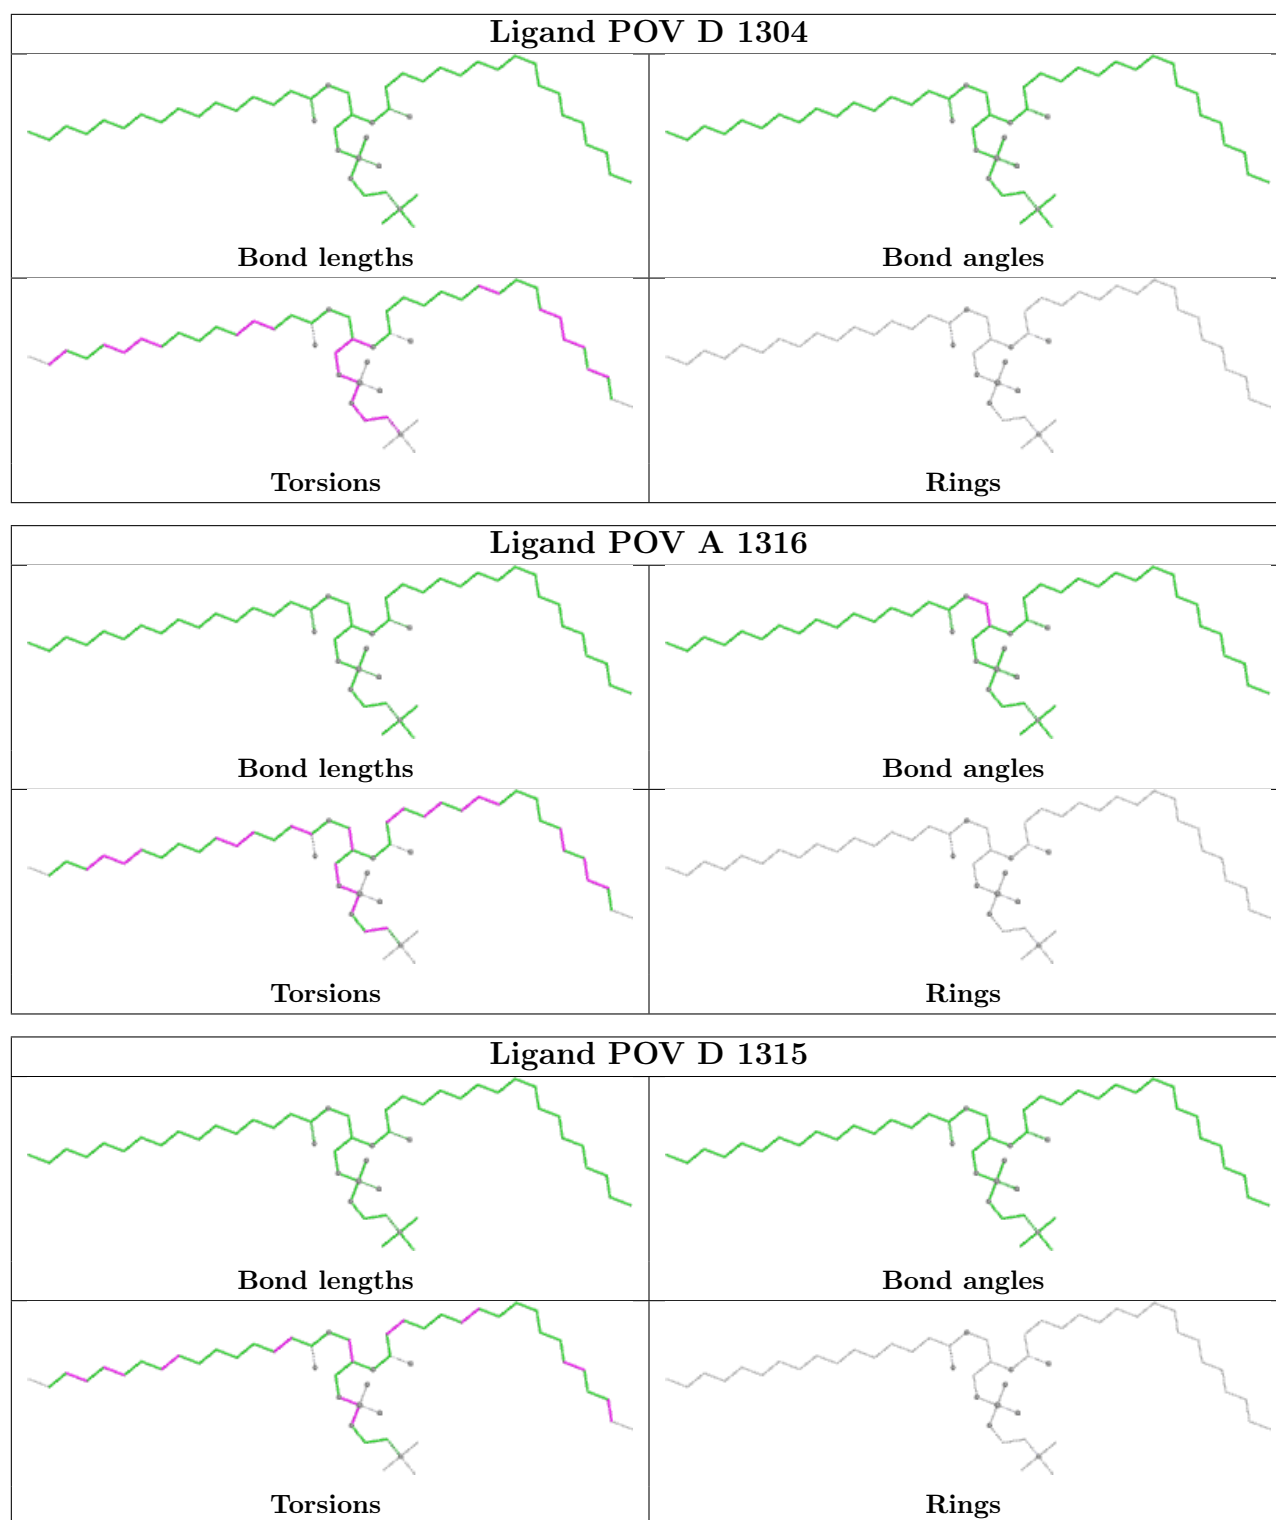 Ligand POV D 1304
Bond lengths
Bond angles
Torsions
Rings
Ligand POV A 1316
Bond lengths
Bond angles
Torsions
Rings
Ligand POV D 1315
Bond lengths
Bond angles
Torsions
Rings